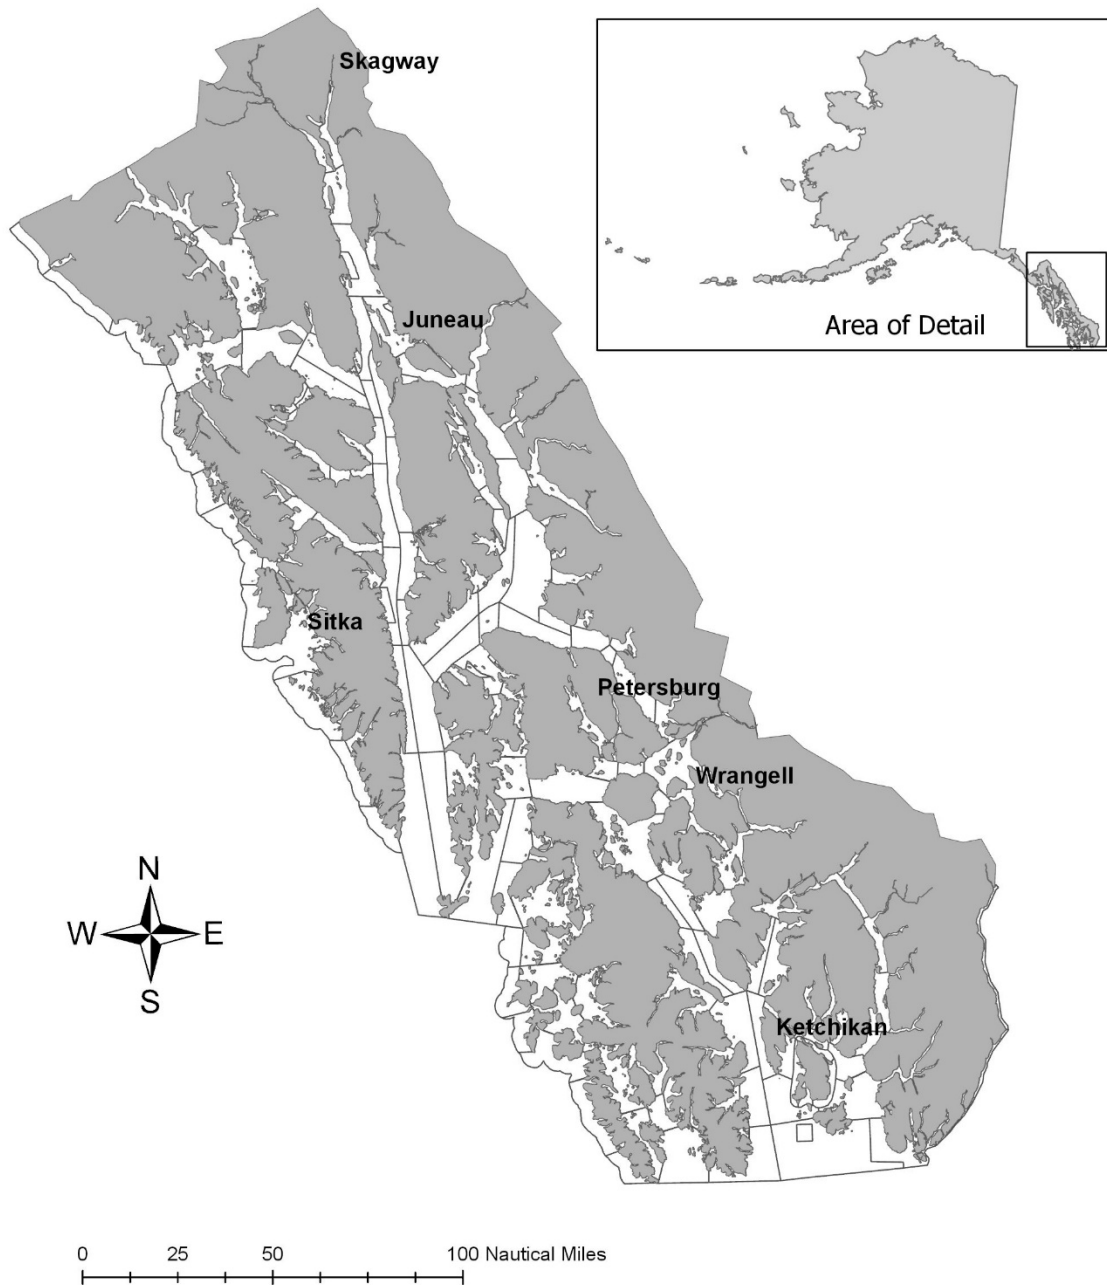 Skagway
Area of Detail
Juneau
Sitka
Petersburg
Wrangell
N
W E
S
Ketchikan
0 25 50 100 Nautical Miles